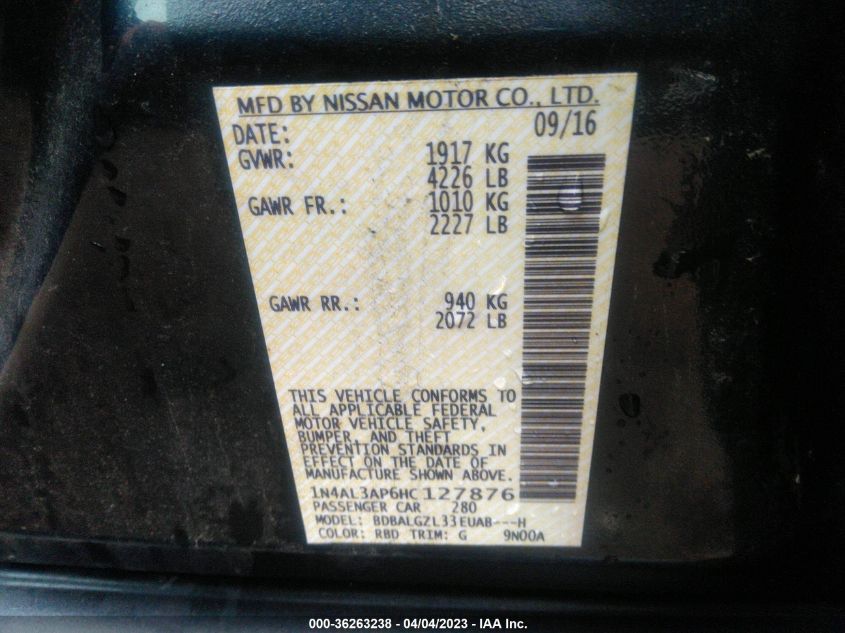 MFD BY NISSAN MOTOR CO., LTD.
DATE: 09/16
GVWR: 1917 KG
4226 LB
GAWR FR.: 1010 KG
2227 LB
GAWR RR.: 940 KG
2072 LB
THIS VEHICLE CONFORMS TO
ALL APPLICABLE FEDERAL
MOTOR VEHICLE SAFETY,
BUMPER, AND THEFT
PREVENTION STANDARDS IN
EFFECT ON THE DATE OF
MANUFACTURE SHOWN ABOVE.
1N4AL3AP6HC127876
PASSENGER CAR 280
MODEL: BDBALGZL33EUAB---H
COLOR: RBD TRIM: G 9N00A
000-36263238 - 04/04/2023 - IAA Inc.